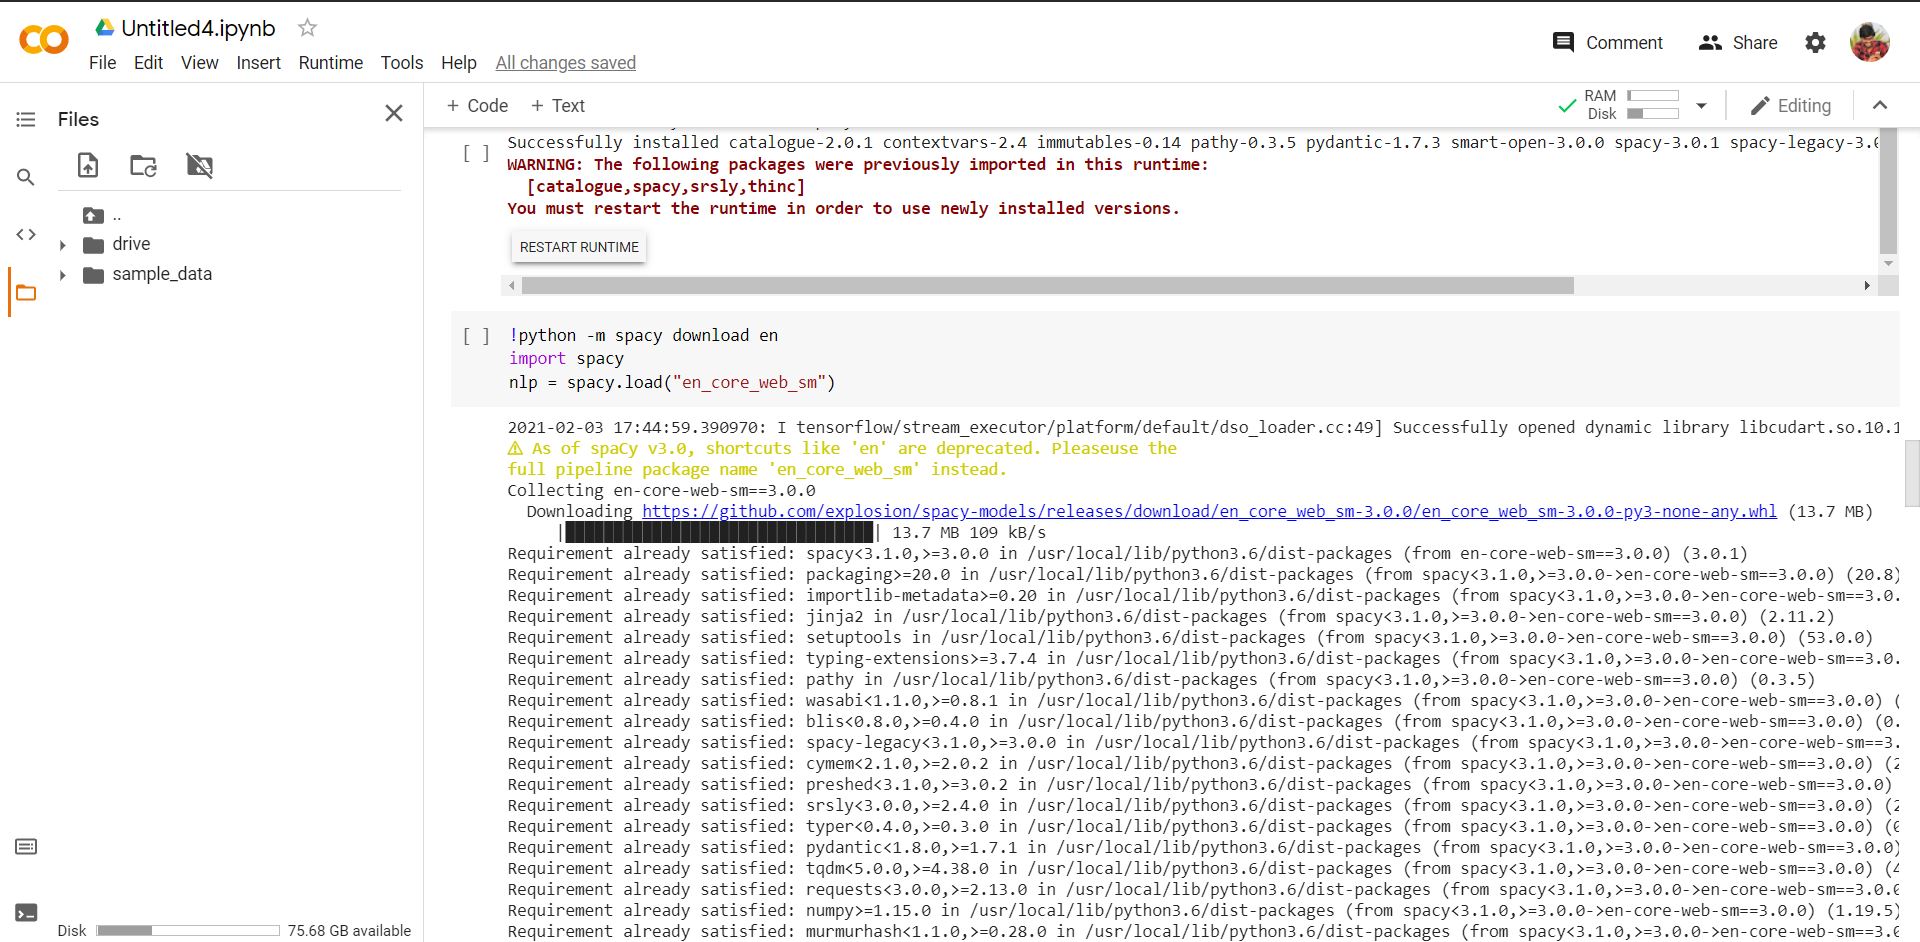 Untitled4.ipynb
File Edit View Insert Runtime Tools Help All changes saved
Comment Share
Files
..
drive
sample_data
Disk 75.68 GB available
+ Code + Text
RAM
Disk
Editing
[ ]
Successfully installed catalogue-2.0.1 contextvars-2.4 immutables-0.14 pathy-0.3.5 pydantic-1.7.3 smart-open-3.0.0 spacy-3.0.1 spacy-legacy-3.0
WARNING: The following packages were previously imported in this runtime:
[catalogue,spacy,srsly,thinc]
You must restart the runtime in order to use newly installed versions.
RESTART RUNTIME
[ ] !python -m spacy download en
import spacy
nlp = spacy.load("en_core_web_sm")
2021-02-03 17:44:59.390970: I tensorflow/stream_executor/platform/default/dso_loader.cc:49] Successfully opened dynamic library libcudart.so.10.1
⚠ As of spaCy v3.0, shortcuts like 'en' are deprecated. Pleaseuse the
full pipeline package name 'en_core_web_sm' instead.
Collecting en-core-web-sm==3.0.0
Downloading https://github.com/explosion/spacy-models/releases/download/en_core_web_sm-3.0.0/en_core_web_sm-3.0.0-py3-none-any.whl (13.7 MB)
|████████████████████████████████| 13.7 MB 109 kB/s
Requirement already satisfied: spacy<3.1.0,>=3.0.0 in /usr/local/lib/python3.6/dist-packages (from en-core-web-sm==3.0.0) (3.0.1)
Requirement already satisfied: packaging>=20.0 in /usr/local/lib/python3.6/dist-packages (from spacy<3.1.0,>=3.0.0->en-core-web-sm==3.0.0) (20.8)
Requirement already satisfied: importlib-metadata>=0.20 in /usr/local/lib/python3.6/dist-packages (from spacy<3.1.0,>=3.0.0->en-core-web-sm==3.0.
Requirement already satisfied: jinja2 in /usr/local/lib/python3.6/dist-packages (from spacy<3.1.0,>=3.0.0->en-core-web-sm==3.0.0) (2.11.2)
Requirement already satisfied: setuptools in /usr/local/lib/python3.6/dist-packages (from spacy<3.1.0,>=3.0.0->en-core-web-sm==3.0.0) (53.0.0)
Requirement already satisfied: typing-extensions>=3.7.4 in /usr/local/lib/python3.6/dist-packages (from spacy<3.1.0,>=3.0.0->en-core-web-sm==3.0.
Requirement already satisfied: pathy in /usr/local/lib/python3.6/dist-packages (from spacy<3.1.0,>=3.0.0->en-core-web-sm==3.0.0) (0.3.5)
Requirement already satisfied: wasabi<1.1.0,>=0.8.1 in /usr/local/lib/python3.6/dist-packages (from spacy<3.1.0,>=3.0.0->en-core-web-sm==3.0.0) (
Requirement already satisfied: blis<0.8.0,>=0.4.0 in /usr/local/lib/python3.6/dist-packages (from spacy<3.1.0,>=3.0.0->en-core-web-sm==3.0.0) (0.
Requirement already satisfied: spacy-legacy<3.1.0,>=3.0.0 in /usr/local/lib/python3.6/dist-packages (from spacy<3.1.0,>=3.0.0->en-core-web-sm==3.
Requirement already satisfied: cymem<2.1.0,>=2.0.2 in /usr/local/lib/python3.6/dist-packages (from spacy<3.1.0,>=3.0.0->en-core-web-sm==3.0.0) (2
Requirement already satisfied: preshed<3.1.0,>=3.0.2 in /usr/local/lib/python3.6/dist-packages (from spacy<3.1.0,>=3.0.0->en-core-web-sm==3.0.0)
Requirement already satisfied: srsly<3.0.0,>=2.4.0 in /usr/local/lib/python3.6/dist-packages (from spacy<3.1.0,>=3.0.0->en-core-web-sm==3.0.0) (2
Requirement already satisfied: typer<0.4.0,>=0.3.0 in /usr/local/lib/python3.6/dist-packages (from spacy<3.1.0,>=3.0.0->en-core-web-sm==3.0.0) (0
Requirement already satisfied: pydantic<1.8.0,>=1.7.1 in /usr/local/lib/python3.6/dist-packages (from spacy<3.1.0,>=3.0.0->en-core-web-sm==3.0.0)
Requirement already satisfied: tqdm<5.0.0,>=4.38.0 in /usr/local/lib/python3.6/dist-packages (from spacy<3.1.0,>=3.0.0->en-core-web-sm==3.0.0) (4
Requirement already satisfied: requests<3.0.0,>=2.13.0 in /usr/local/lib/python3.6/dist-packages (from spacy<3.1.0,>=3.0.0->en-core-web-sm==3.0.0
Requirement already satisfied: numpy>=1.15.0 in /usr/local/lib/python3.6/dist-packages (from spacy<3.1.0,>=3.0.0->en-core-web-sm==3.0.0) (1.19.5)
Requirement already satisfied: murmurhash<1.1.0,>=0.28.0 in /usr/local/lib/python3.6/dist-packages (from spacy<3.1.0,>=3.0.0->en-core-web-sm==3.0